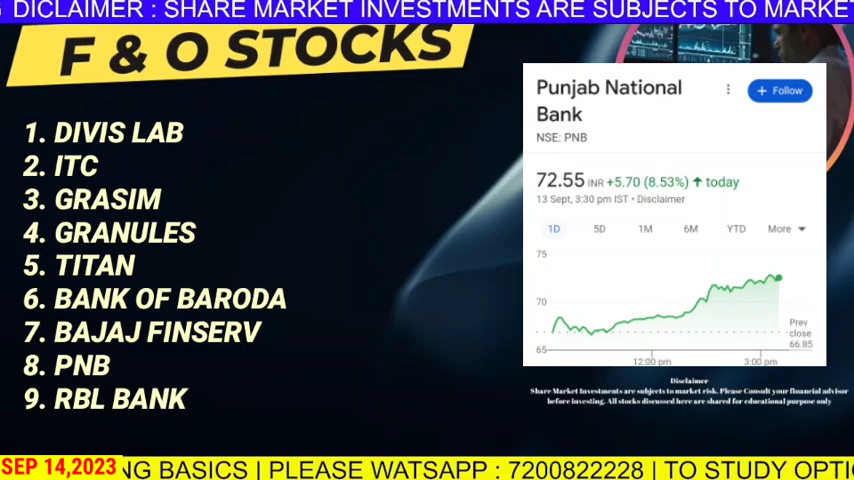 DICLAIMER : SHARE MARKET INVESTMENTS ARE SUBJECTS TO MARKET
F & O STOCKS
1. DIVIS LAB
2. ITC
3. GRASIM
4. GRANULES
5. TITAN
6. BANK OF BARODA
7. BAJAJ FINSERV
8. PNB
9. RBL BANK
Punjab National
Bank
+ Follow
NSE: PNB
72.55 INR +5.70 (8.53%) ↑ today
13 Sept, 3:30 pm IST • Disclaimer
1D 5D 1M 6M YTD More
75
70
65
Prev
close
66.85
12:00 pm 3:00 pm
Disclaimer
Share Market Investments are subjects to market risk. Please Consult your financial advisor
before investing. All stocks discussed here are shared for educational purpose only
SEP 14,2023 NG BASICS | PLEASE WATSAPP : 7200822228 | TO STUDY OPTI